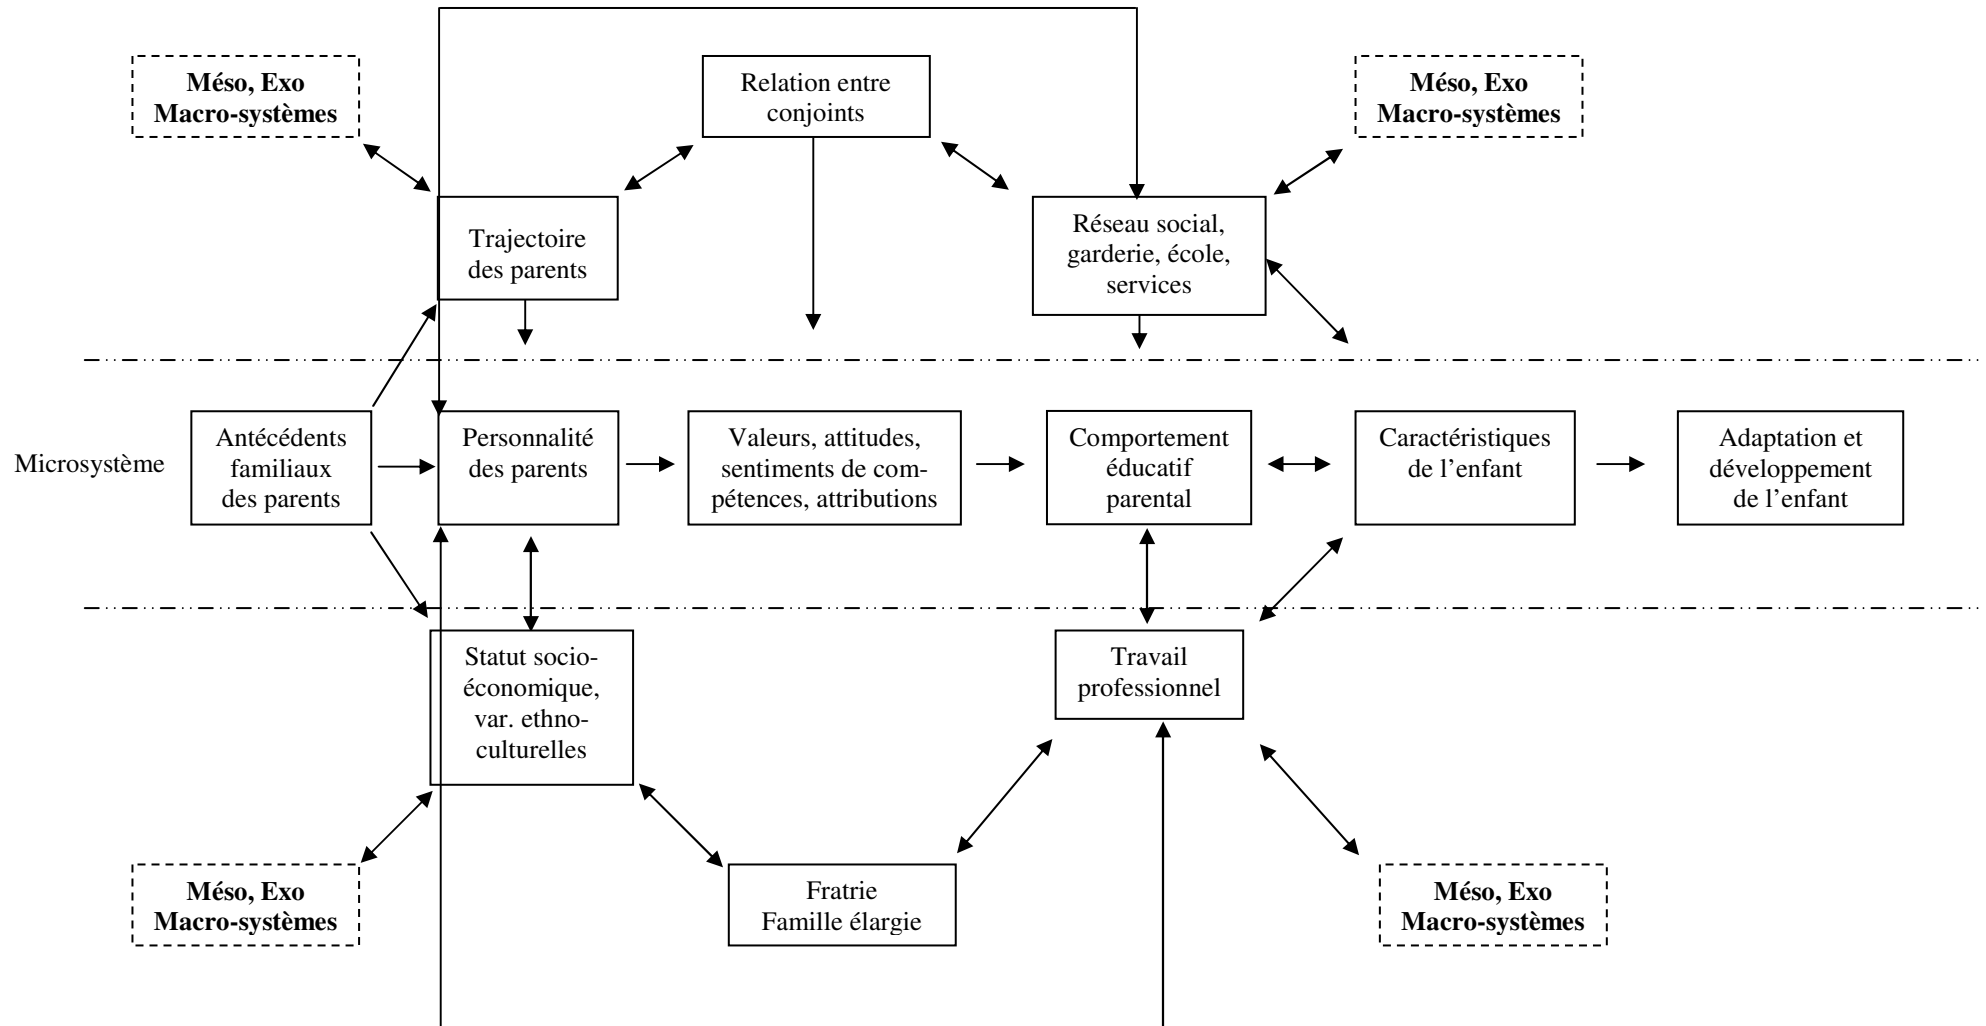 Méso, Exo
Macro-systèmes
Relation entre
conjoints
Méso, Exo
Macro-systèmes
Trajectoire
des parents
Réseau social,
garderie, école,
services
Microsystème
Antécédents
familiaux
des parents
Personnalité
des parents
Valeurs, attitudes,
sentiments de com-
pétences, attributions
Comportement
éducatif
parental
Caractéristiques
de l’enfant
Adaptation et
développement
de l’enfant
Statut socio-
économique,
var. ethno-
culturelles
Travail
professionnel
Méso, Exo
Macro-systèmes
Fratrie
Famille élargie
Méso, Exo
Macro-systèmes